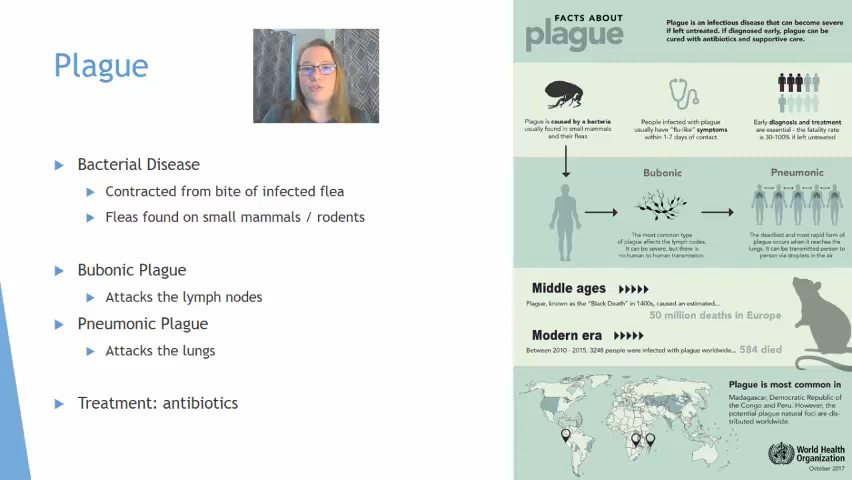 Plague
Bacterial Disease
Contracted from bite of infected flea
Fleas found on small mammals / rodents
Bubonic Plague
Attacks the lymph nodes
Pneumonic Plague
Attacks the lungs
Treatment: antibiotics
FACTS ABOUT
plague
Plague is an infectious disease that can become severe
if left untreated. If diagnosed early, plague can be
cured with antibiotics and supportive care.
Plague is caused by a bacteria
usually found in small mammals
and their fleas
People infected with plague
usually have "flu-like" symptoms
within 1-7 days of contact
Early diagnosis and treatment
are essential - the fatality rate
is 30-100% if left untreated
Bubonic
The most common type
of plague affects the lymph nodes.
It can be severe, but there is
no human to human transmission.
Pneumonic
The deadliest and most rapid form of
plague occurs when it reaches the
lungs. It can be transmitted person to
person via droplets in the air
Middle ages
Plague, known as the "Black Death" in 1400s, caused an estimated...
50 million deaths in Europe
Modern era
Between 2010 - 2015, 3248 people were infected with plague worldwide... 584 died
Plague is most common in
Madagascar, Democratic Republic of
the Congo and Peru. However, the
potential plague natural foci are dis-
tributed worldwide.
World Health
Organization
October 2017